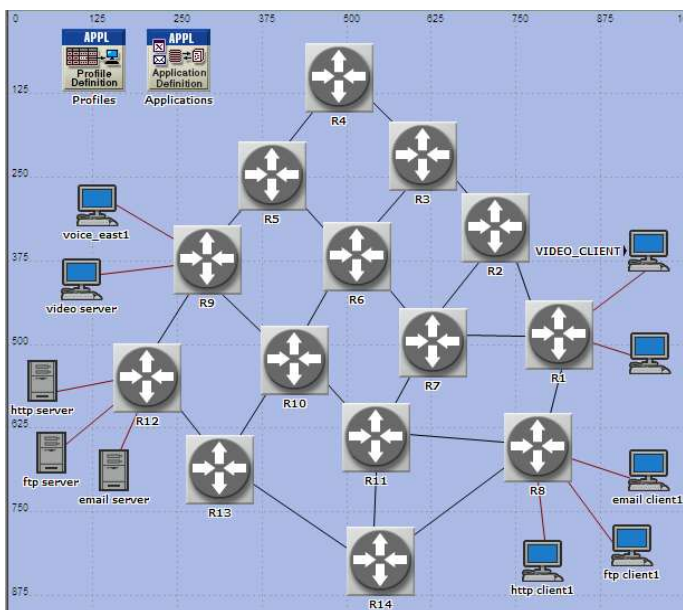 0 125 250 375 500 625 750 875 1000
APPL APPL
Profile
Definition
Application
Definition
Profiles Applications
R4
125
R3
250
R5
voice_east1
R2
VIDEO_CLIENT
375
video server
R9
R6
500
R7
R1
http server
R12
R10
625
ftp server
email server
R11
R8
email client1
750
R13
http client1
ftp client1
R14
875